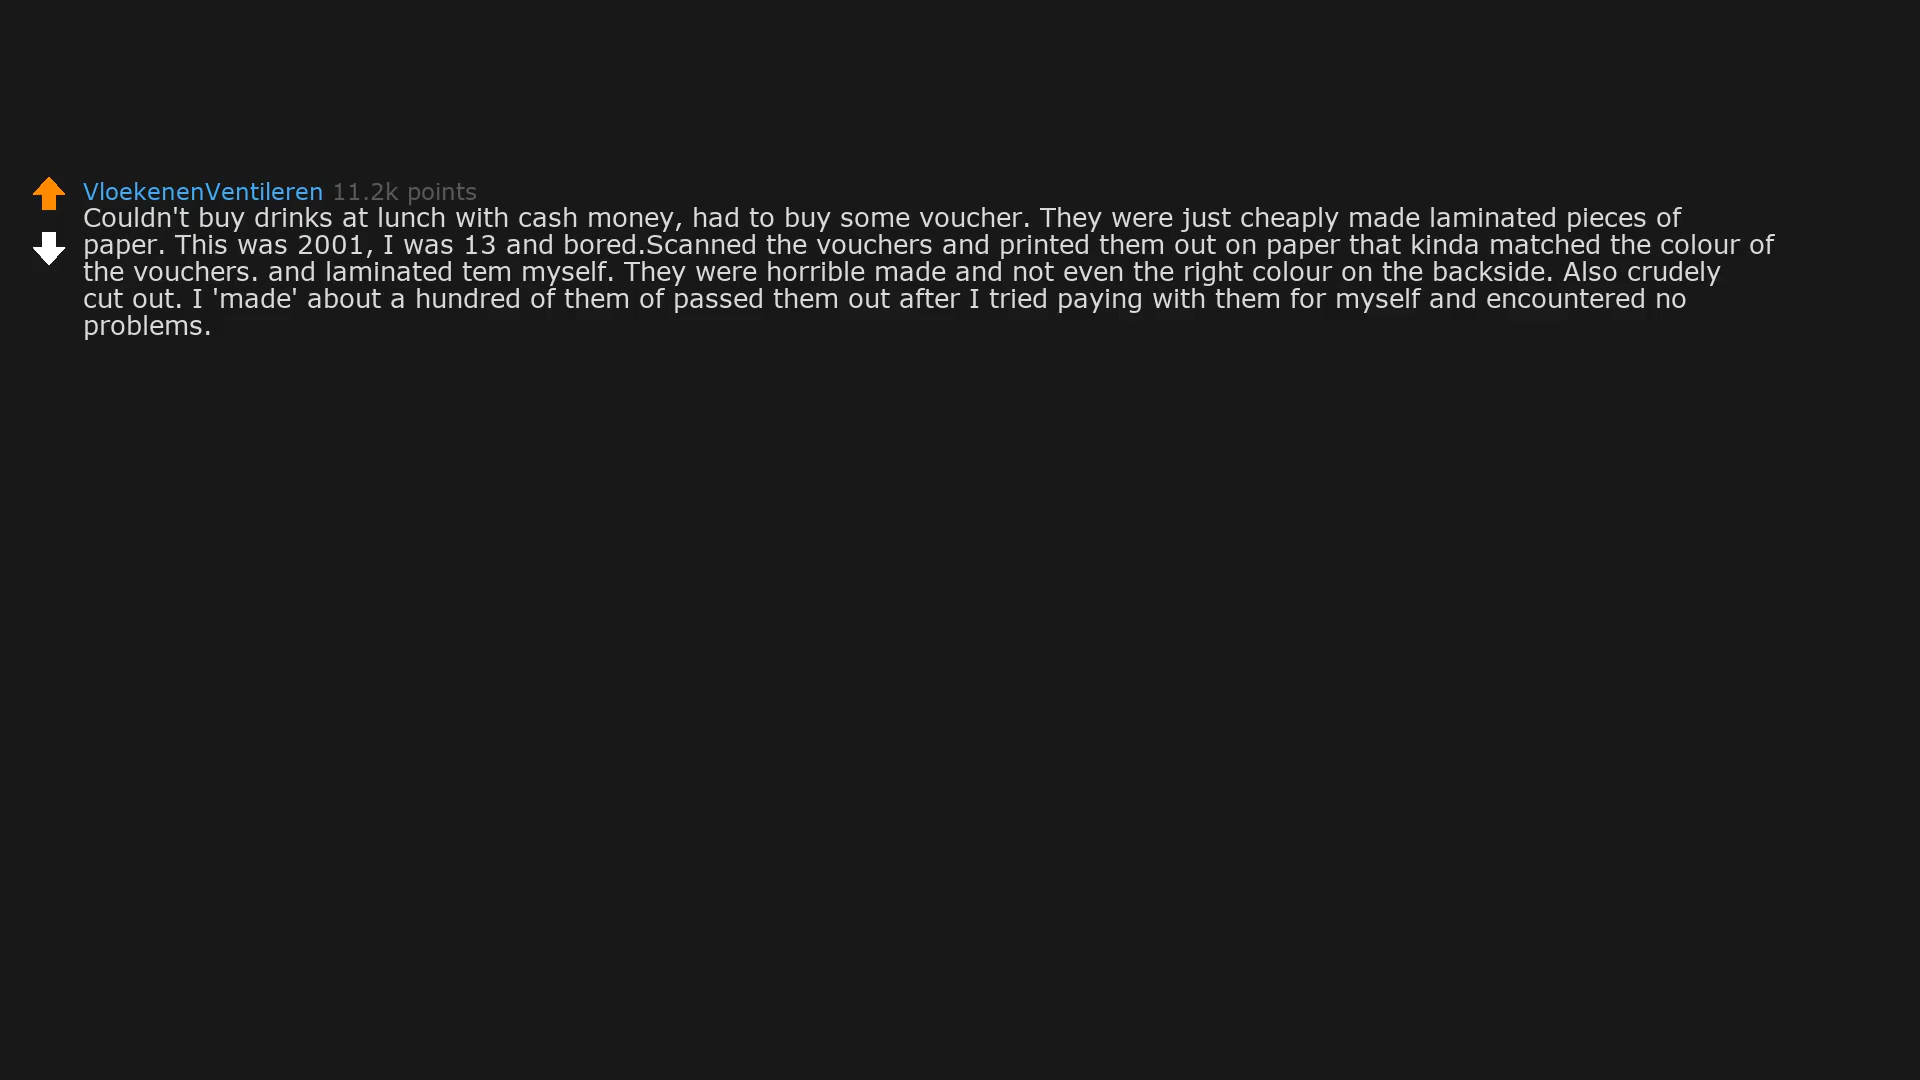 VloekenenVentileren 11.2k points
Couldn't buy drinks at lunch with cash money, had to buy some voucher. They were just cheaply made laminated pieces of
paper. This was 2001, I was 13 and bored.Scanned the vouchers and printed them out on paper that kinda matched the colour of
the vouchers. and laminated tem myself. They were horrible made and not even the right colour on the backside. Also crudely
cut out. I 'made' about a hundred of them of passed them out after I tried paying with them for myself and encountered no
problems.